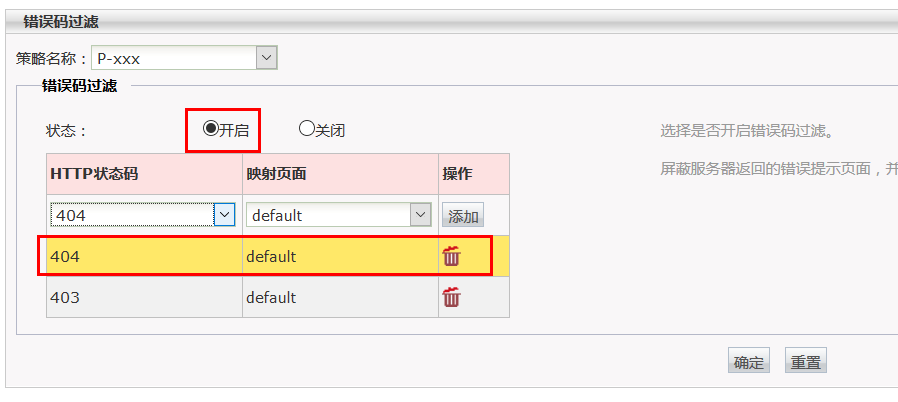 错误码过滤
策略名称： P-xxx
错误码过滤
状态： 开启 关闭 选择是否开启错误码过滤。
屏蔽服务器返回的错误提示页面，并
HTTP状态码 映射页面 操作
404 default 添加
404 default
403 default
确定 重置